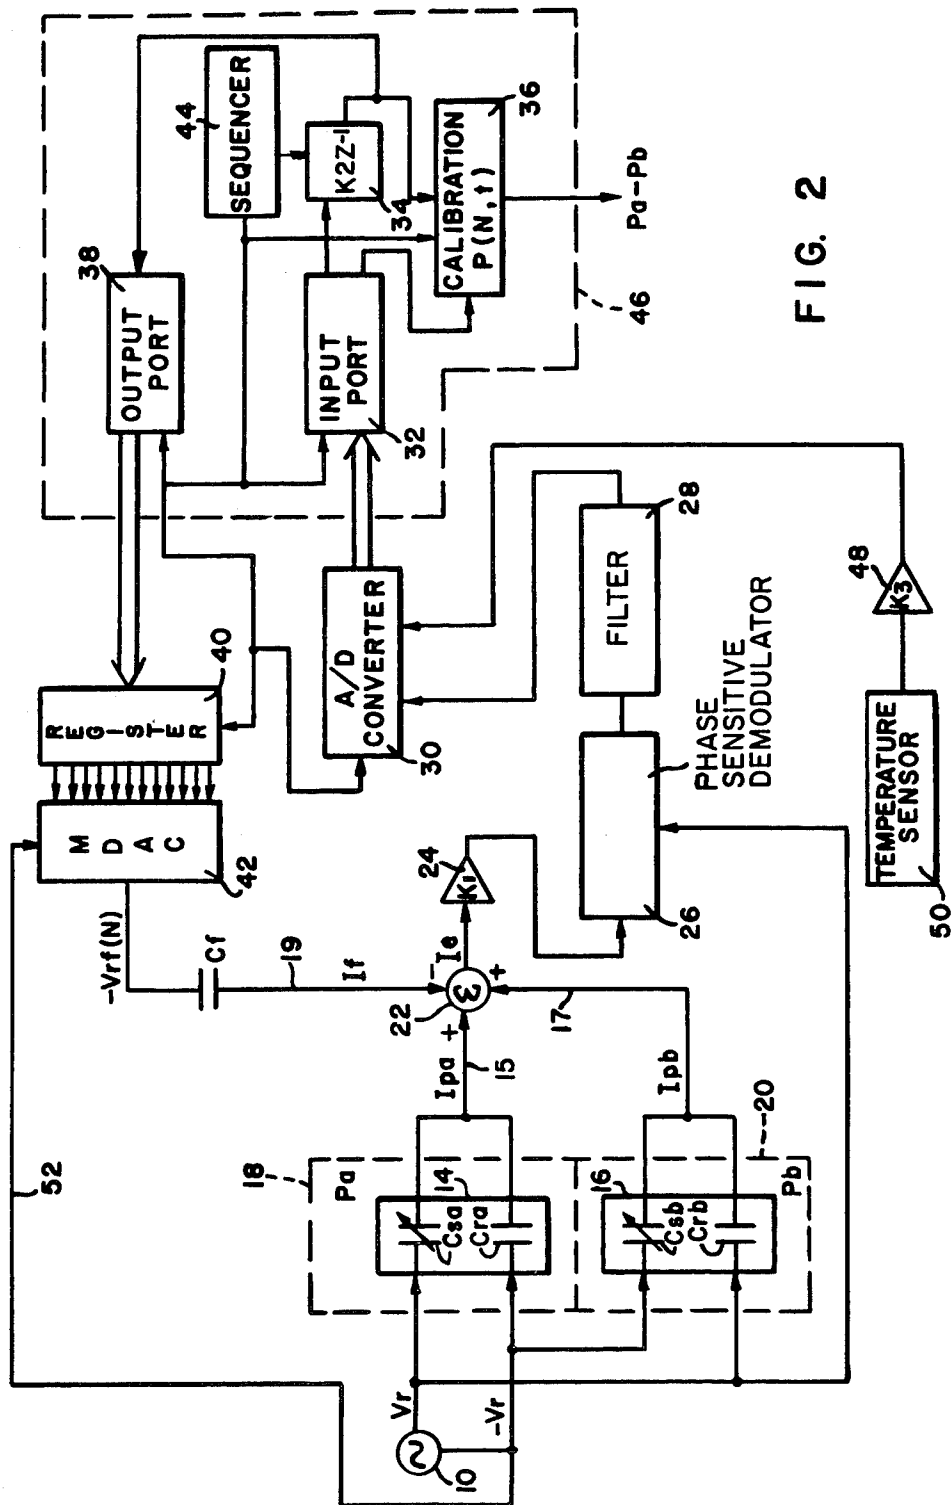 52
-Vrf(N)
Cf
19
If
M
D
A
C
42
R
E
G
I
S
T
E
R
40
OUTPUT
PORT
38
SEQUENCER
44
K2Z-1
34
INPUT
PORT
32
CALIBRATION
P(N,t)
36
Pa-Pb
46
A/D
CONVERTER
30
18
Pa
14
Csa
Cra
Ipa
15
+
22
Σ
-
Ie
+
K1
24
17
Ipb
16
Csb
Crb
Pb
20
Vr
-Vr
10
26
PHASE
SENSITIVE
DEMODULATOR
FILTER
28
TEMPERATURE
SENSOR
50
K3
48
FIG. 2